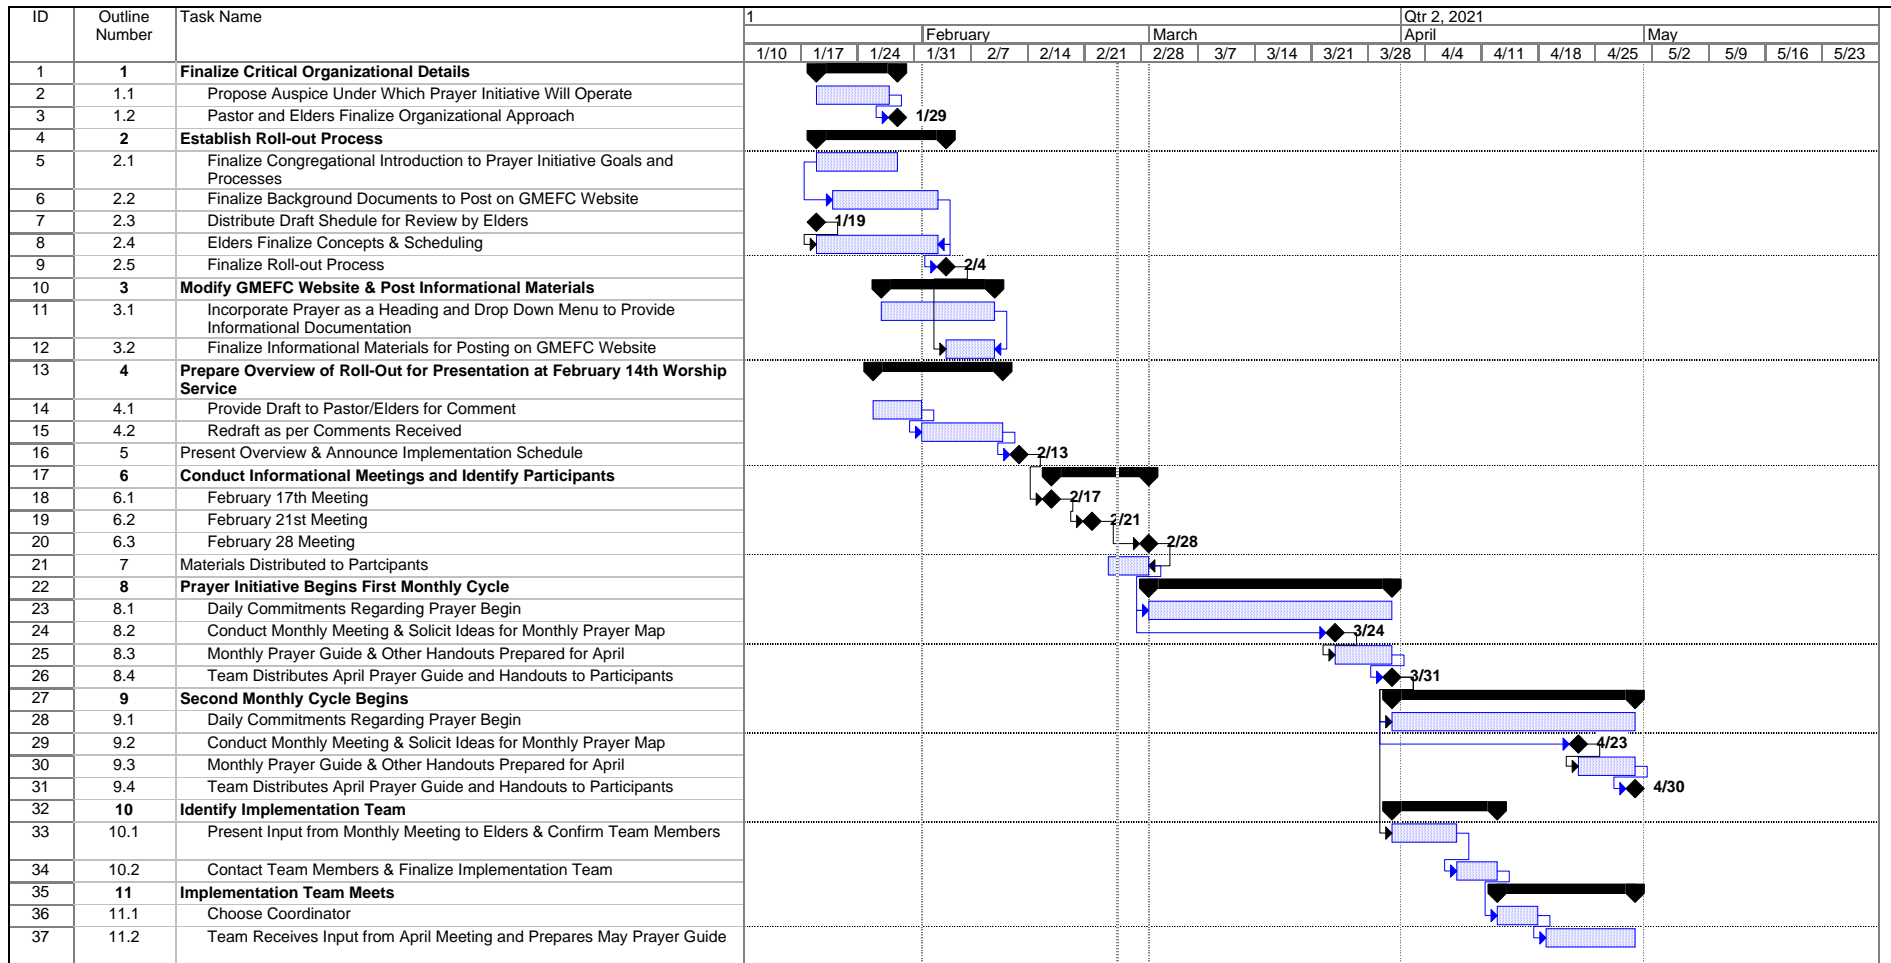 ID Outline Task Name 1 Qtr 2, 2021
Number February March April May
1/10 1/17 1/24 1/31 2/7 2/14 2/21 2/28 3/7 3/14 3/21 3/28 4/4 4/11 4/18 4/25 5/2 5/9 5/16 5/23
1 1 Finalize Critical Organizational Details
2 1.1 Propose Auspice Under Which Prayer Initiative Will Operate
3 1.2 Pastor and Elders Finalize Organizational Approach 1/29
4 2 Establish Roll-out Process
5 2.1 Finalize Congregational Introduction to Prayer Initiative Goals and
Processes
6 2.2 Finalize Background Documents to Post on GMEFC Website
7 2.3 Distribute Draft Shedule for Review by Elders 1/19
8 2.4 Elders Finalize Concepts & Scheduling
9 2.5 Finalize Roll-out Process 2/4
10 3 Modify GMEFC Website & Post Informational Materials
11 3.1 Incorporate Prayer as a Heading and Drop Down Menu to Provide
Informational Documentation
12 3.2 Finalize Informational Materials for Posting on GMEFC Website
13 4 Prepare Overview of Roll-Out for Presentation at February 14th Worship
Service
14 4.1 Provide Draft to Pastor/Elders for Comment
15 4.2 Redraft as per Comments Received
16 5 Present Overview & Announce Implementation Schedule 2/13
17 6 Conduct Informational Meetings and Identify Participants
18 6.1 February 17th Meeting 2/17
19 6.2 February 21st Meeting 2/21
20 6.3 February 28 Meeting 2/28
21 7 Materials Distributed to Partcipants
22 8 Prayer Initiative Begins First Monthly Cycle
23 8.1 Daily Commitments Regarding Prayer Begin
24 8.2 Conduct Monthly Meeting & Solicit Ideas for Monthly Prayer Map 3/24
25 8.3 Monthly Prayer Guide & Other Handouts Prepared for April
26 8.4 Team Distributes April Prayer Guide and Handouts to Participants 3/31
27 9 Second Monthly Cycle Begins
28 9.1 Daily Commitments Regarding Prayer Begin
29 9.2 Conduct Monthly Meeting & Solicit Ideas for Monthly Prayer Map 4/23
30 9.3 Monthly Prayer Guide & Other Handouts Prepared for April
31 9.4 Team Distributes April Prayer Guide and Handouts to Participants 4/30
32 10 Identify Implementation Team
33 10.1 Present Input from Monthly Meeting to Elders & Confirm Team Members
34 10.2 Contact Team Members & Finalize Implementation Team
35 11 Implementation Team Meets
36 11.1 Choose Coordinator
37 11.2 Team Receives Input from April Meeting and Prepares May Prayer Guide